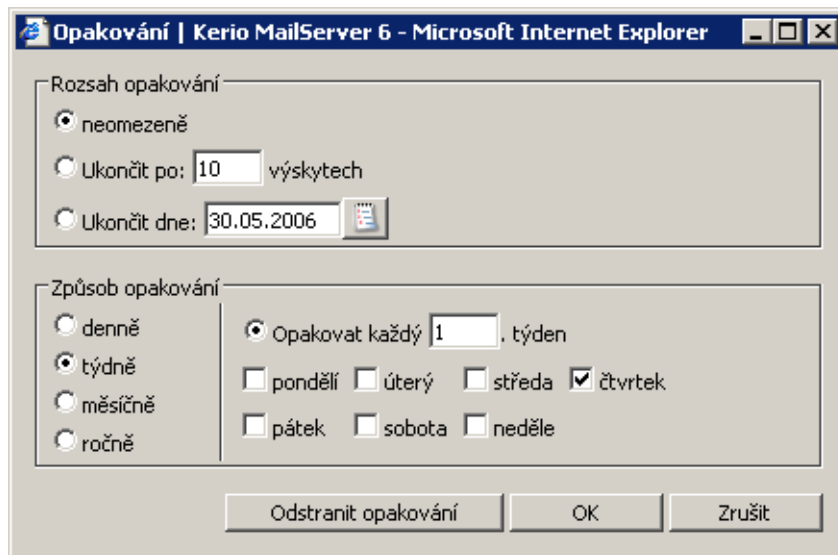 Opakování | Kerio MailServer 6 - Microsoft Internet Explorer
Rozsah opakování
neomezeně
Ukončit po: 10 výskytech
Ukončit dne: 30.05.2006
Způsob opakování
denně
týdně
měsíčně
ročně
Opakovat každý 1 . týden
pondělí úterý středa čtvrtek
pátek sobota neděle
Odstranit opakování OK Zrušit